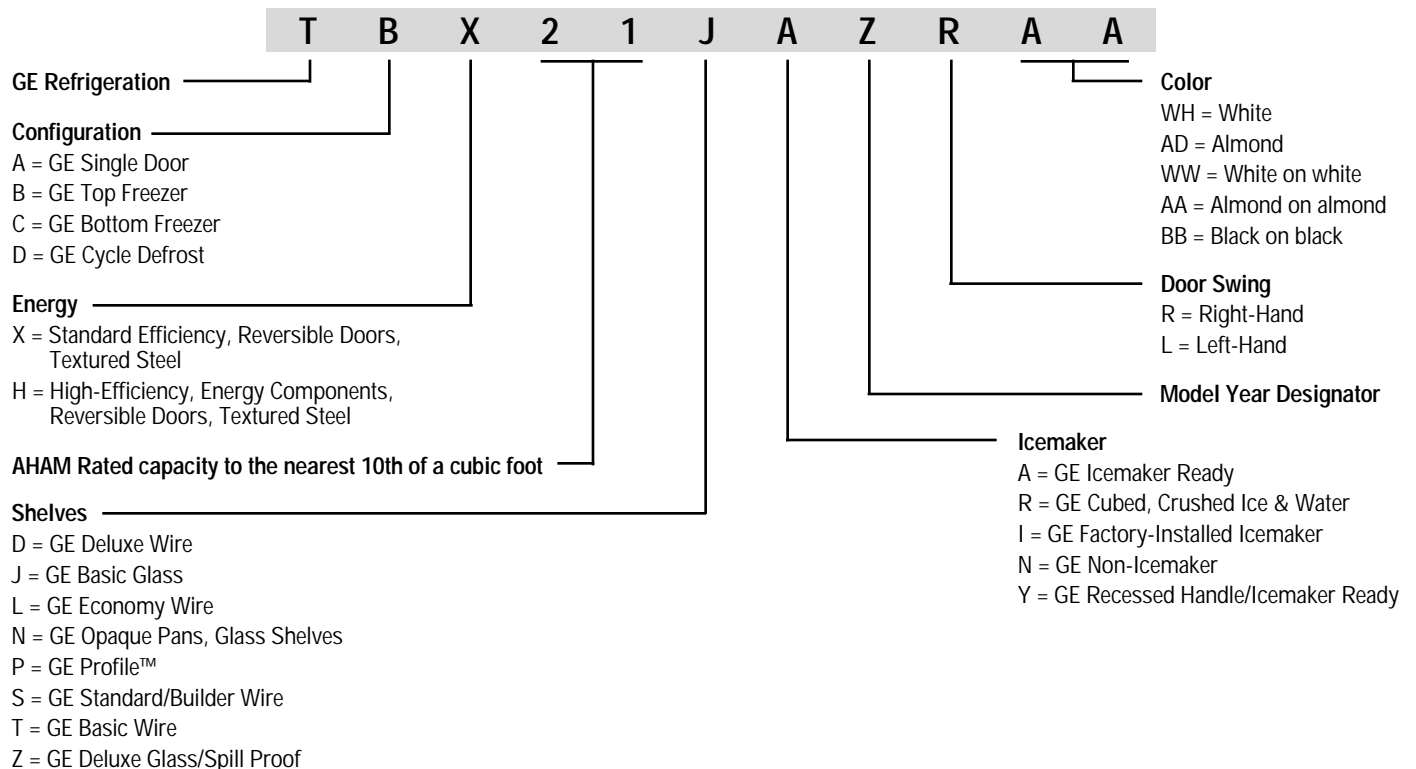 T B X 2 1 J A Z R A A
GE Refrigeration
Configuration
A = GE Single Door
B = GE Top Freezer
C = GE Bottom Freezer
D = GE Cycle Defrost
Energy
X = Standard Efficiency, Reversible Doors,
Textured Steel
H = High-Efficiency, Energy Components,
Reversible Doors, Textured Steel
AHAM Rated capacity to the nearest 10th of a cubic foot
Shelves
D = GE Deluxe Wire
J = GE Basic Glass
L = GE Economy Wire
N = GE Opaque Pans, Glass Shelves
P = GE Profile™
S = GE Standard/Builder Wire
T = GE Basic Wire
Z = GE Deluxe Glass/Spill Proof
Color
WH = White
AD = Almond
WW = White on white
AA = Almond on almond
BB = Black on black
Door Swing
R = Right-Hand
L = Left-Hand
Model Year Designator
Icemaker
A = GE Icemaker Ready
R = GE Cubed, Crushed Ice & Water
I = GE Factory-Installed Icemaker
N = GE Non-Icemaker
Y = GE Recessed Handle/Icemaker Ready